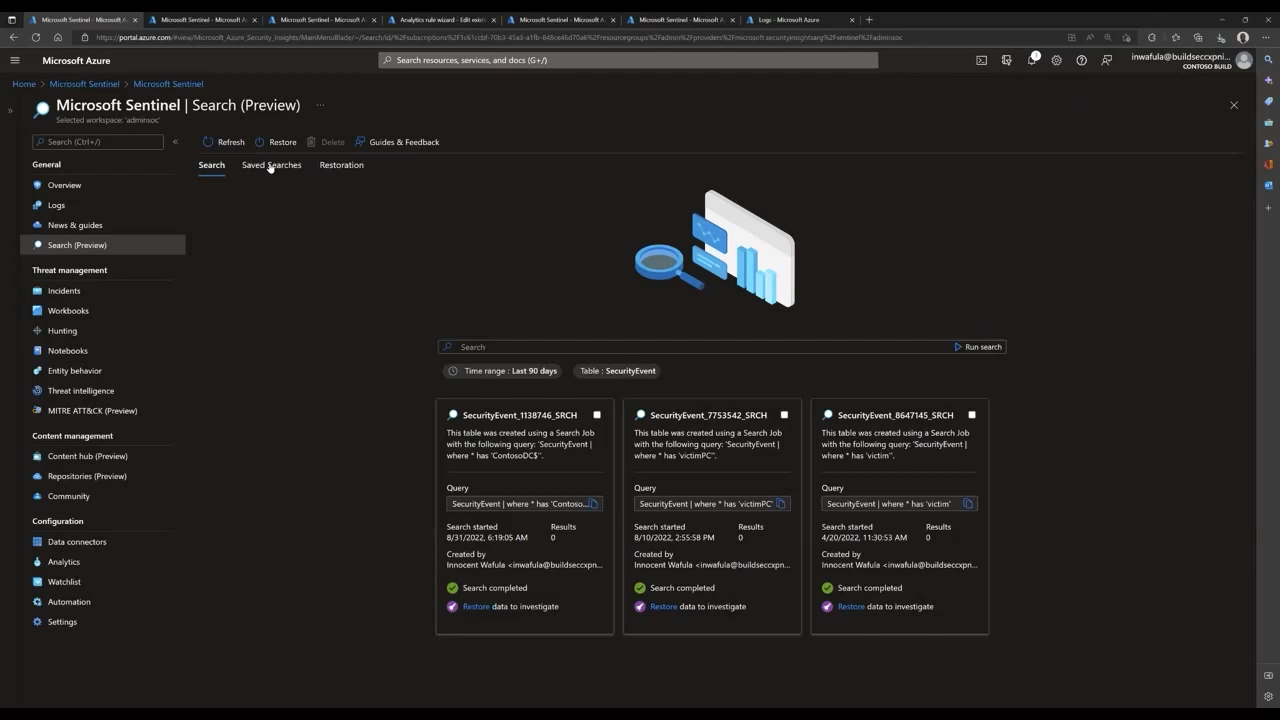 Microsoft Sentinel - Microsoft A
Microsoft Sentinel - Microsoft A
Microsoft Sentinel - Microsoft A
Analytics rule wizard - Edit existi
Microsoft Sentinel - Microsoft A
Microsoft Sentinel - Microsoft A
Logs - Microsoft Azure
Microsoft Azure
Search resources, services, and docs (G+/)
1
inwafula@buildseccxpni...
CONTOSO BUILD
Home > Microsoft Sentinel > Microsoft Sentinel
Microsoft Sentinel | Search (Preview) ...
Selected workspace: 'adminsoc'
Search (Ctrl+/)
Refresh
Restore
Delete
Guides & Feedback
Search
Saved Searches
Restoration
General
Overview
Logs
News & guides
Search (Preview)
Threat management
Incidents
Workbooks
Hunting
Notebooks
Entity behavior
Threat intelligence
MITRE ATT&CK (Preview)
Content management
Content hub (Preview)
Repositories (Preview)
Community
Configuration
Data connectors
Analytics
Watchlist
Automation
Settings
Search
Run search
Time range : Last 90 days
Table : SecurityEvent
SecurityEvent_1138746_SRCH
This table was created using a Search Job
with the following query: 'SecurityEvent |
where * has 'ContosoDC$''.
Query
SecurityEvent | where * has 'Contoso...
Search started
Results
8/31/2022, 6:19:05 AM
0
Created by
Innocent Wafula <inwafula@buildseccxpn...
Search completed
Restore data to investigate
SecurityEvent_7753542_SRCH
This table was created using a Search Job
with the following query: 'SecurityEvent |
where * has 'victimPC''.
Query
SecurityEvent | where * has 'victimPC'
Search started
Results
8/10/2022, 2:55:58 PM
0
Created by
Innocent Wafula <inwafula@buildseccxpn...
Search completed
Restore data to investigate
SecurityEvent_8647145_SRCH
This table was created using a Search Job
with the following query: 'SecurityEvent |
where * has 'victim''.
Query
SecurityEvent | where * has 'victim'
Search started
Results
4/20/2022, 11:30:53 AM
0
Created by
Innocent Wafula <inwafula@buildseccxpn...
Search completed
Restore data to investigate